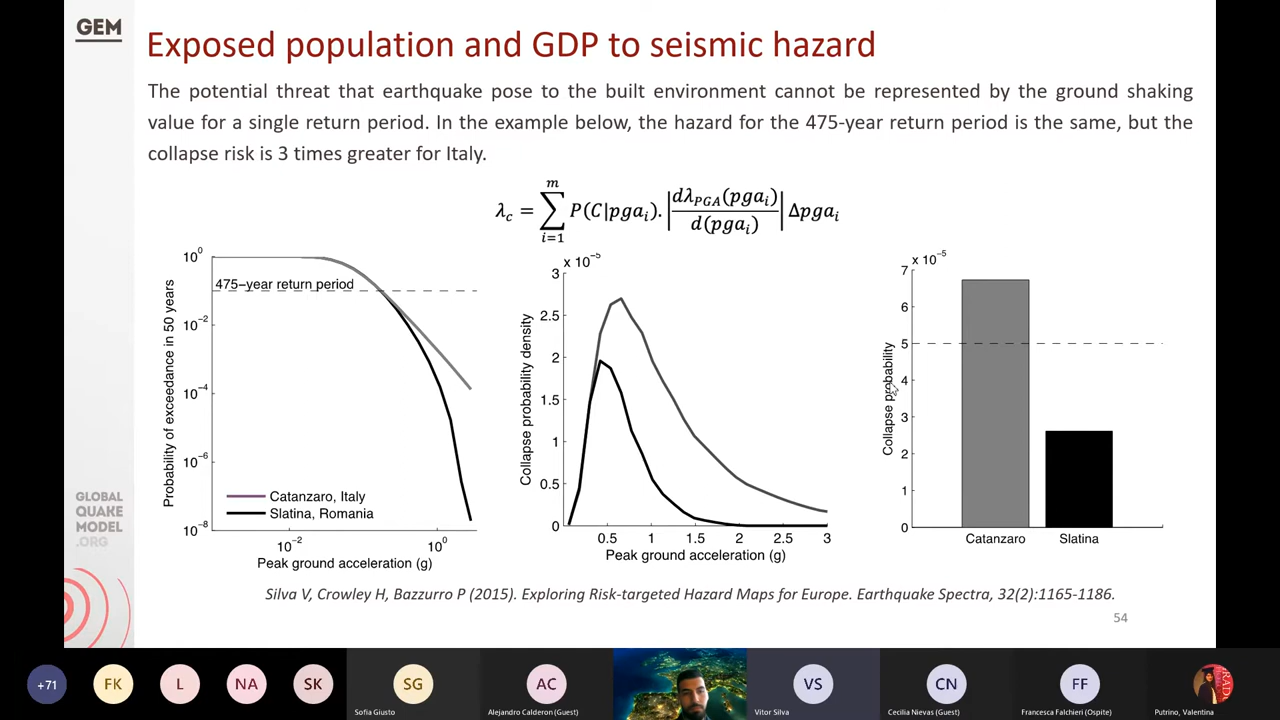 GEM
Exposed population and GDP to seismic hazard
The potential threat that earthquake pose to the built environment cannot be represented by the ground shaking
value for a single return period. In the example below, the hazard for the 475-year return period is the same, but the
collapse risk is 3 times greater for Italy.
λc = ∑ i=1 m P(C|pgai). |dλPGA(pgai) / d(pgai)| Δpgai
10^0
10^-2
10^-4
10^-6
10^-8
Probability of exceedance in 50 years
475-year return period
Catanzaro, Italy
Slatina, Romania
10^-2
10^0
Peak ground acceleration (g)
x 10^-5
3
2.5
2
1.5
1
0.5
0
Collapse probability density
0.5 1 1.5 2 2.5 3
Peak ground acceleration (g)
x 10^-5
7
6
5
4
3
2
1
0
Collapse probability
Catanzaro Slatina
Silva V, Crowley H, Bazzurro P (2015). Exploring Risk-targeted Hazard Maps for Europe. Earthquake Spectra, 32(2):1165-1186.
54
GLOBAL
QUAKE
MODEL
.ORG
+71
FK
L
NA
SK
SG
Sofia Giusto
AC
Alejandro Calderon (Guest)
VS
Vitor Silva
CN
Cecilia Nievas (Guest)
FF
Francesca Falchieri (Ospite)
Putrino, Valentina